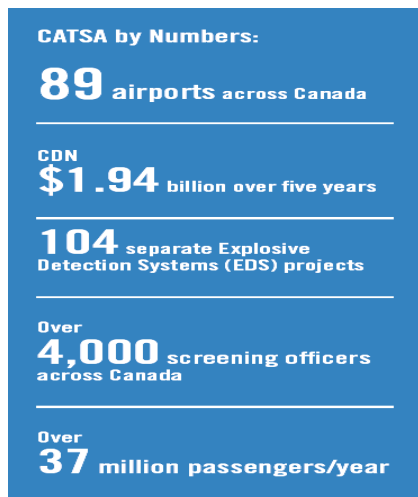 CATSA by Numbers:
89 airports across Canada
CDN
$1.94 billion over five years
104 separate Explosive
Detection Systems (EDS) projects
Over
4,000 screening officers
across Canada
Over
37 million passengers/year